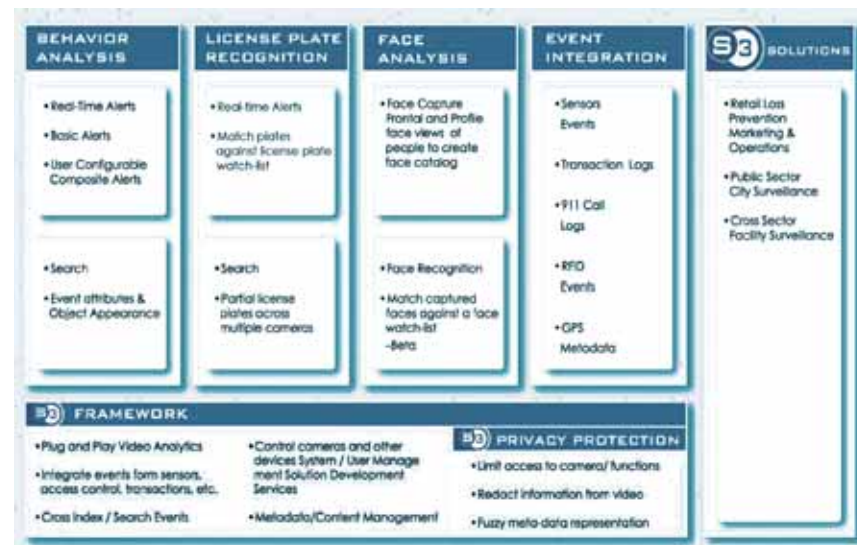 BEHAVIOR
ANALYSIS
•Real-Time Alerts
•Basic Alerts
•User Configurable
Composite Alerts
•Search
•Event attributes &
Object Appearance
LICENSE PLATE
RECOGNITION
•Real-time Alerts
•Match plates
against license plate
watch-list
•Search
•Partial license
plates across
multiple cameras
FACE
ANALYSIS
•Face Capture
Frontal and Profile
face views of
people to create
face catalog
•Face Recognition
•Match captured
faces against a face
watch-list
-Beta
EVENT
INTEGRATION
•Sensors
Events
•Transaction Logs
•911 Call
Logs
•RFID
Events
•GPS
Metadata
S3 SOLUTIONS
•Retail Loss
Prevention
Marketing &
Operations
•Public Sector
City Surveillance
•Cross Sector
Facility Surveillance
S3 FRAMEWORK
•Plug and Play Video Analytics
•Integrate events form sensors,
access control, transactions, etc.
•Cross Index / Search Events
•Control cameras and other
devices System / User Manage
ment Solution Development
Services
•Metadata/Content Management
S3 PRIVACY PROTECTION
•Limit access to camera/ functions
•Redact information from video
•Fuzzy meta-data representation